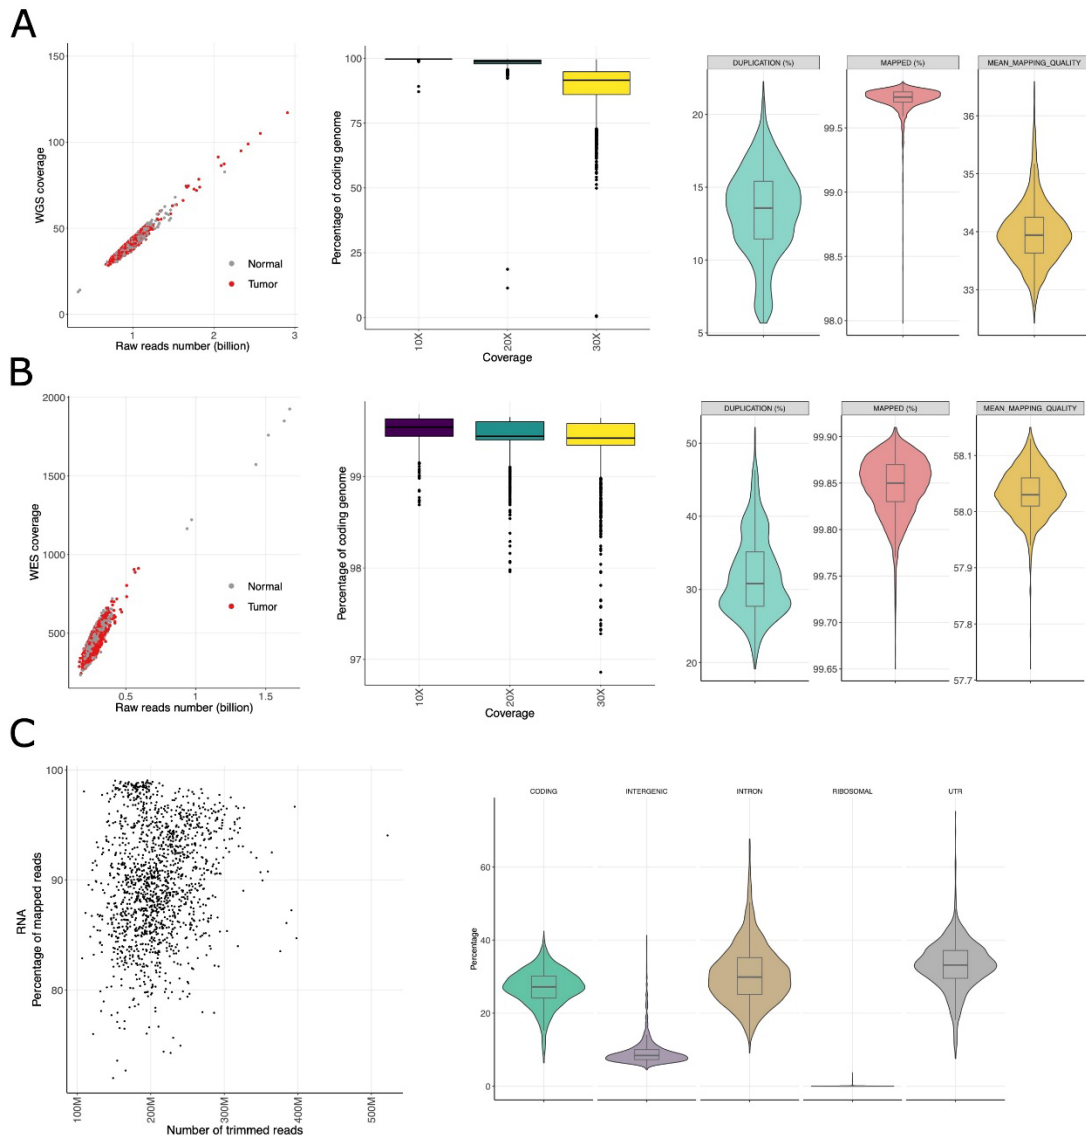 A
WGS coverage
150
100
50
0
Normal
Tumor
1
2
3
Raw reads number (billion)
Percentage of coding genome
100
75
50
25
0
10X
20X
30X
Coverage
DUPLICATION (%)
20
15
10
5
MAPPED (%)
99.5
99.0
98.5
98.0
MEAN_MAPPING_QUALITY
36
35
34
33
B
WES coverage
2000
1500
1000
500
Normal
Tumor
0.5
1
1.5
Raw reads number (billion)
Percentage of coding genome
99
98
97
10X
20X
30X
Coverage
DUPLICATION (%)
50
40
30
20
MAPPED (%)
99.90
99.85
99.80
99.75
99.70
99.65
MEAN_MAPPING_QUALITY
58.1
58.0
57.9
57.8
57.7
C
RNA
Percentage of mapped reads
100
90
80
100M
200M
300M
400M
500M
Number of trimmed reads
CODING
INTERGENIC
INTRON
RIBOSOMAL
UTR
Percentage
60
40
20
0